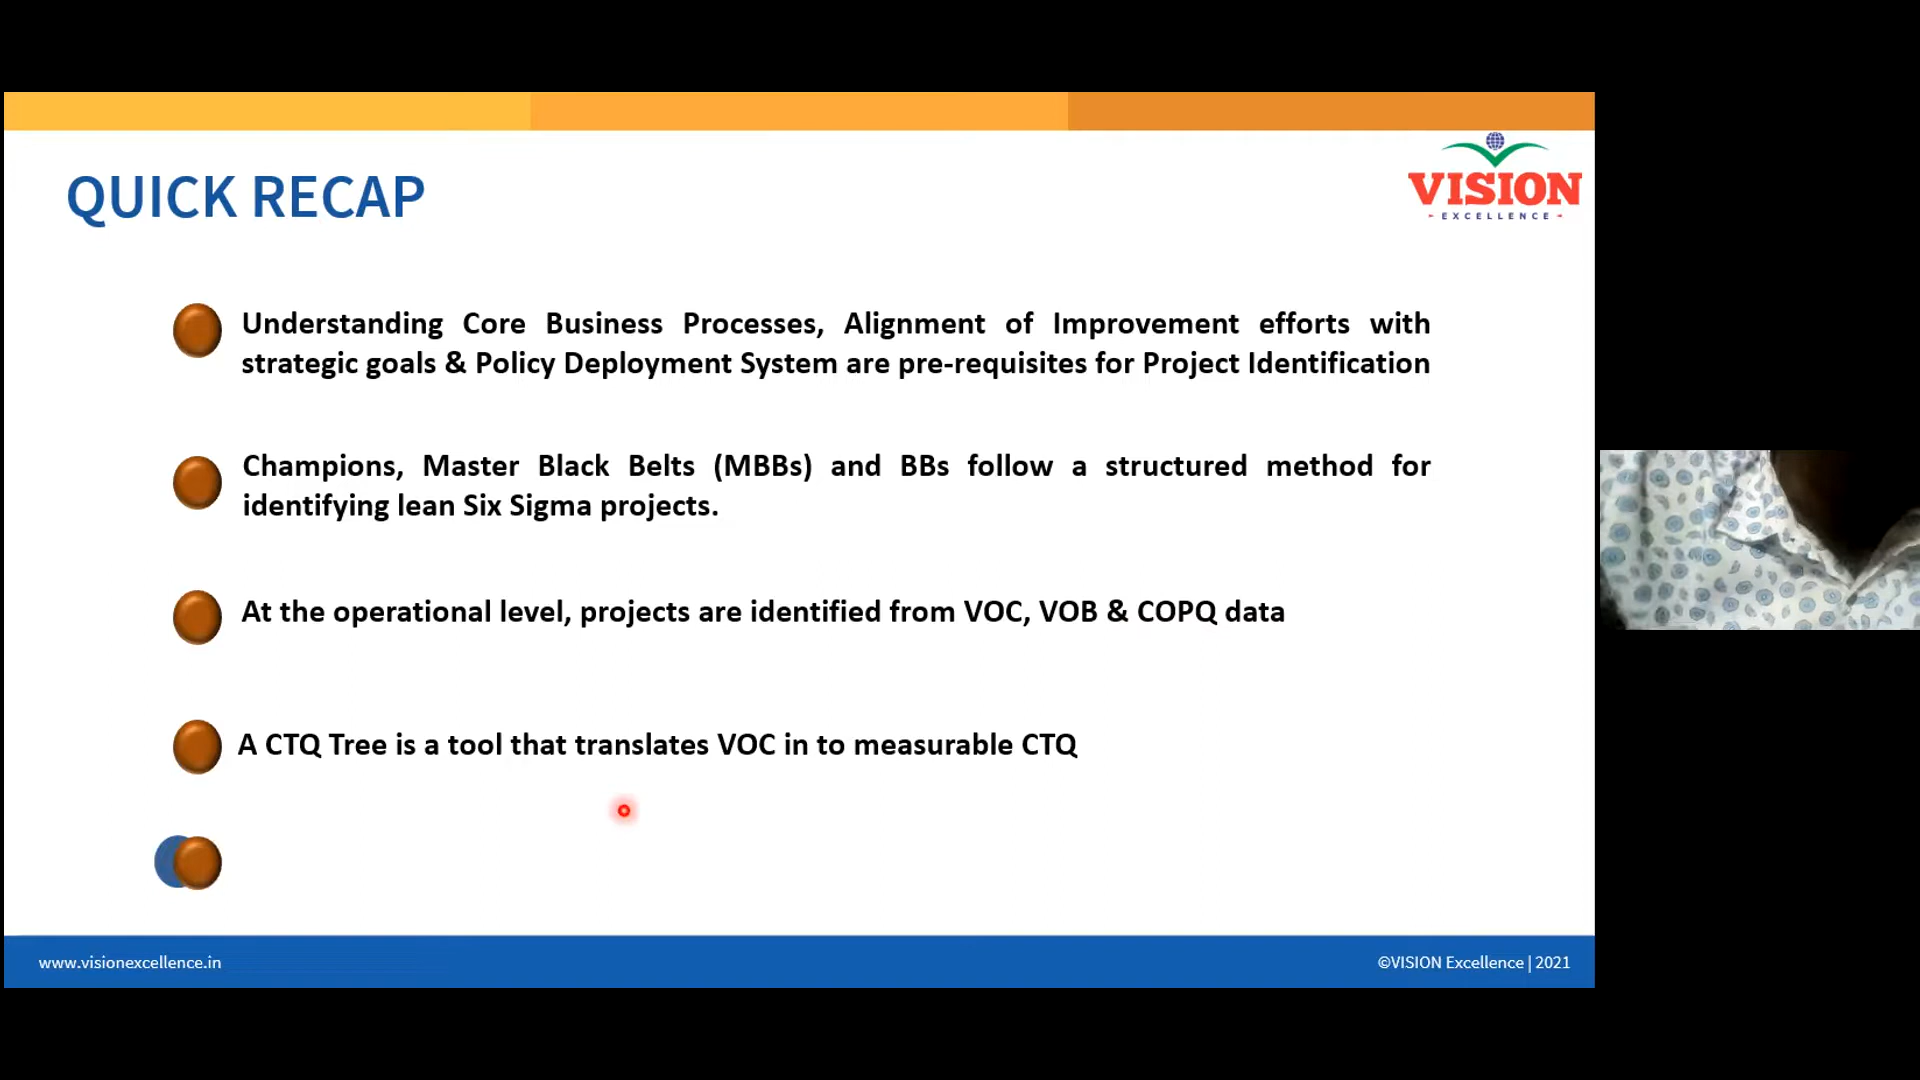 VISION
EXCELLENCE
QUICK RECAP
Understanding Core Business Processes, Alignment of Improvement efforts with
strategic goals & Policy Deployment System are pre-requisites for Project Identification
Champions, Master Black Belts (MBBs) and BBs follow a structured method for
identifying lean Six Sigma projects.
At the operational level, projects are identified from VOC, VOB & COPQ data
A CTQ Tree is a tool that translates VOC in to measurable CTQ
www.visionexcellence.in
©VISION Excellence | 2021